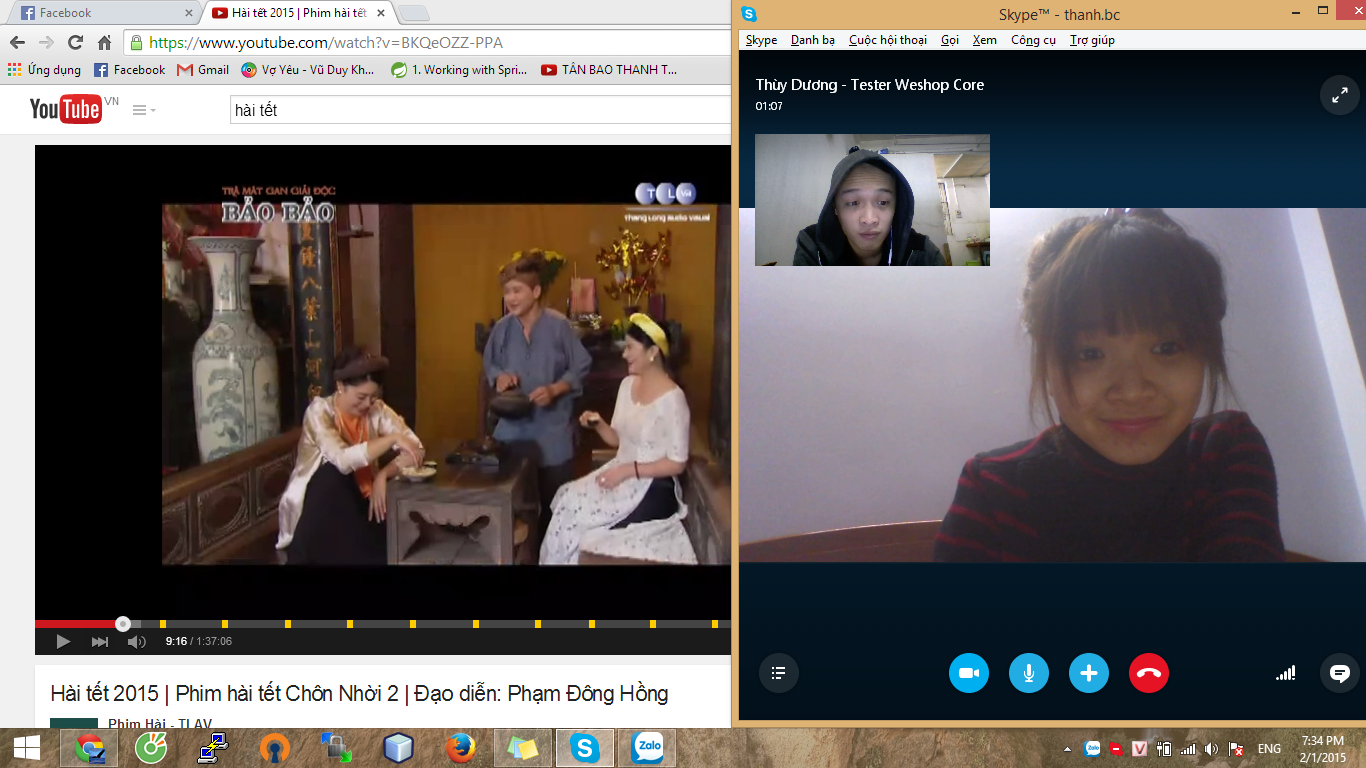 Facebook
Hài tết 2015 | Phim hài tết
https://www.youtube.com/watch?v=BKQeOZZ-PPA
Ứng dụng
Facebook
Gmail
Vợ Yêu - Vũ Duy Kh...
1. Working with Spri...
TÂN BAO THANH T...
YouTube VN
hài tết
TRÀ MÁT GAN GIẢI ĐỘC
BẢO BẢO
TLVN
Thang Long audio visual
9:16 / 1:37:06
Hài tết 2015 | Phim hài tết Chôn Nhời 2 | Đạo diễn: Phạm Đông Hồng
Phim Hài - TLAV
Skype™ - thanh.bc
Skype Danh bạ Cuộc hội thoại Gọi Xem Công cụ Trợ giúp
Thùy Dương - Tester Weshop Core
01:07
Zalo
Zalo
ENG
7:34 PM
2/1/2015